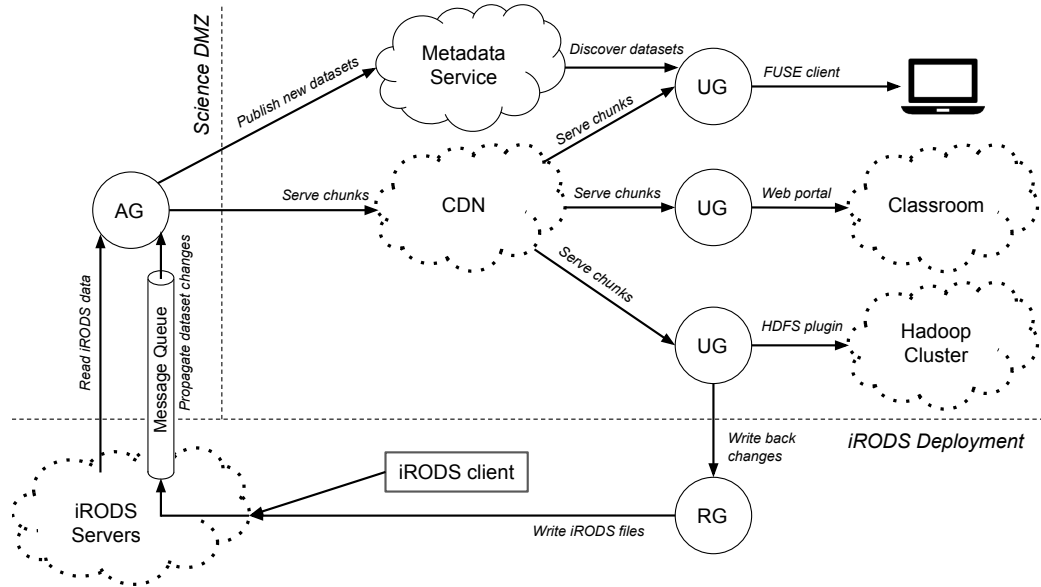 Science DMZ
Metadata
Service
Discover datasets
UG
FUSE client
Publish new datasets
Serve chunks
AG
Serve chunks
CDN
Serve chunks
UG
Web portal
Classroom
Read iRODS data
Message Queue
Propagate dataset changes
Serve chunks
UG
HDFS plugin
Hadoop
Cluster
iRODS Deployment
Write back
changes
iRODS client
iRODS
Servers
Write iRODS files
RG